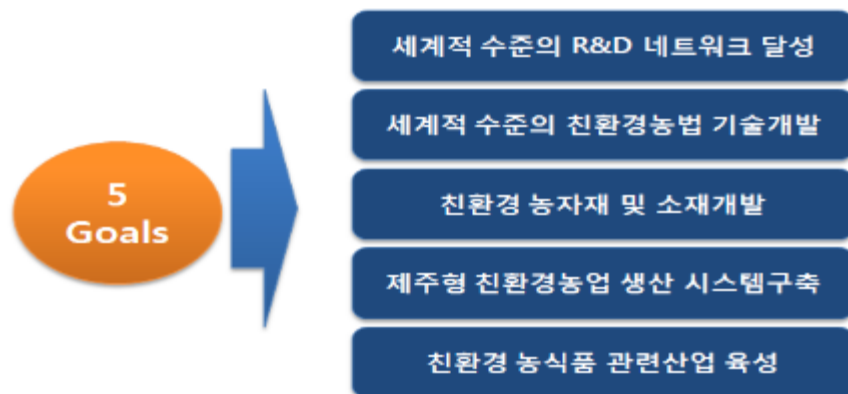 5
Goals
세계적 수준의 R&D 네트워크 달성
세계적 수준의 친환경농법 기술개발
친환경 농자재 및 소재개발
제주형 친환경농업 생산 시스템구축
친환경 농식품 관련산업 육성